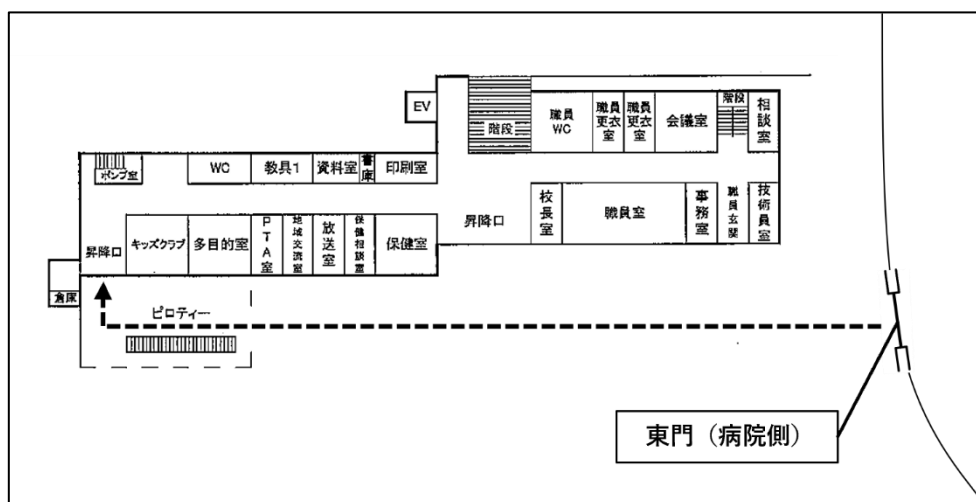 EV
階段
職員WC
職員更衣室
職員更衣室
会議室
階段
相談室
ポンプ室
WC
教具1
資料室
書庫
印刷室
昇降口
キッズクラブ
多目的室
PTA室
地域交流室
放送室
保健相談室
保健室
昇降口
校長室
職員室
事務室
職員玄関
技術員室
倉庫
ピロティー
東門（病院側）